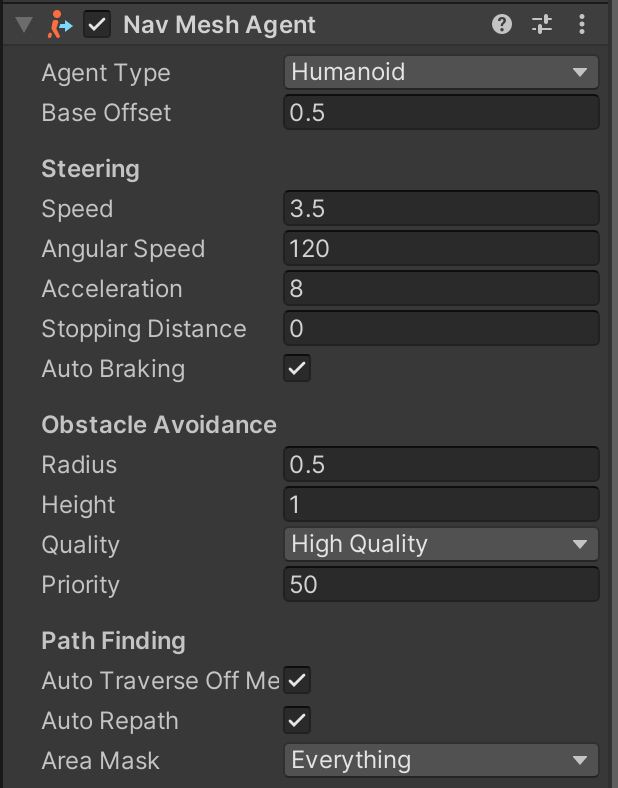 Nav Mesh Agent
Agent Type Humanoid
Base Offset 0.5
Steering
Speed 3.5
Angular Speed 120
Acceleration 8
Stopping Distance 0
Auto Braking
Obstacle Avoidance
Radius 0.5
Height 1
Quality High Quality
Priority 50
Path Finding
Auto Traverse Off Me
Auto Repath
Area Mask Everything